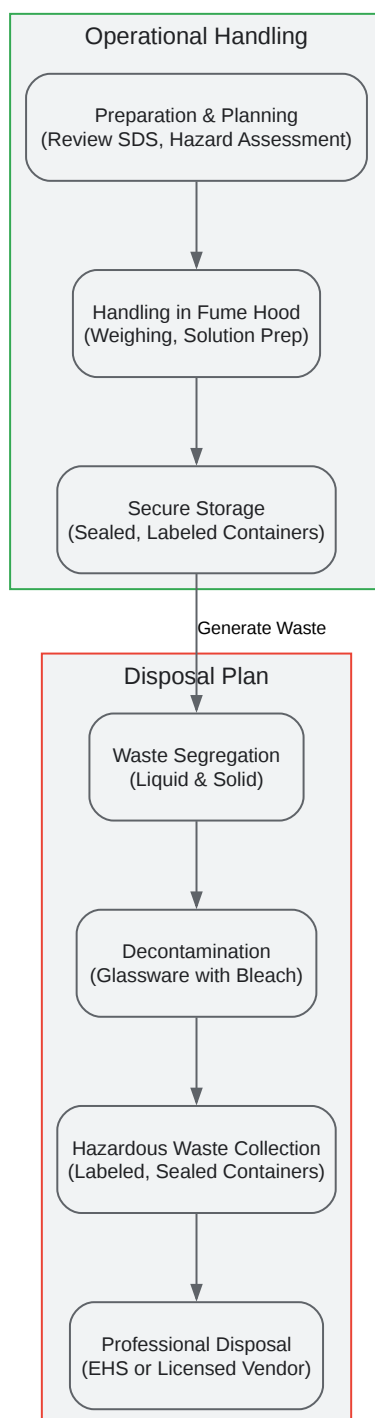 Operational Handling
Preparation & Planning
(Review SDS, Hazard Assessment)
Handling in Fume Hood
(Weighing, Solution Prep)
Secure Storage
(Sealed, Labeled Containers)
Generate Waste
Disposal Plan
Waste Segregation
(Liquid & Solid)
Decontamination
(Glassware with Bleach)
Hazardous Waste Collection
(Labeled, Sealed Containers)
Professional Disposal
(EHS or Licensed Vendor)